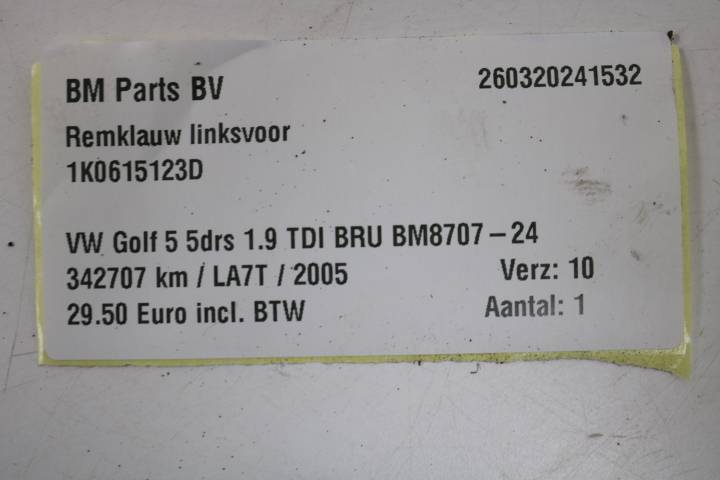 BM Parts BV 260320241532
Remklauw linksvoor
1K0615123D
VW Golf 5 5drs 1.9 TDI BRU BM8707-24
342707 km / LA7T / 2005 Verz: 10
29.50 Euro incl. BTW Aantal: 1